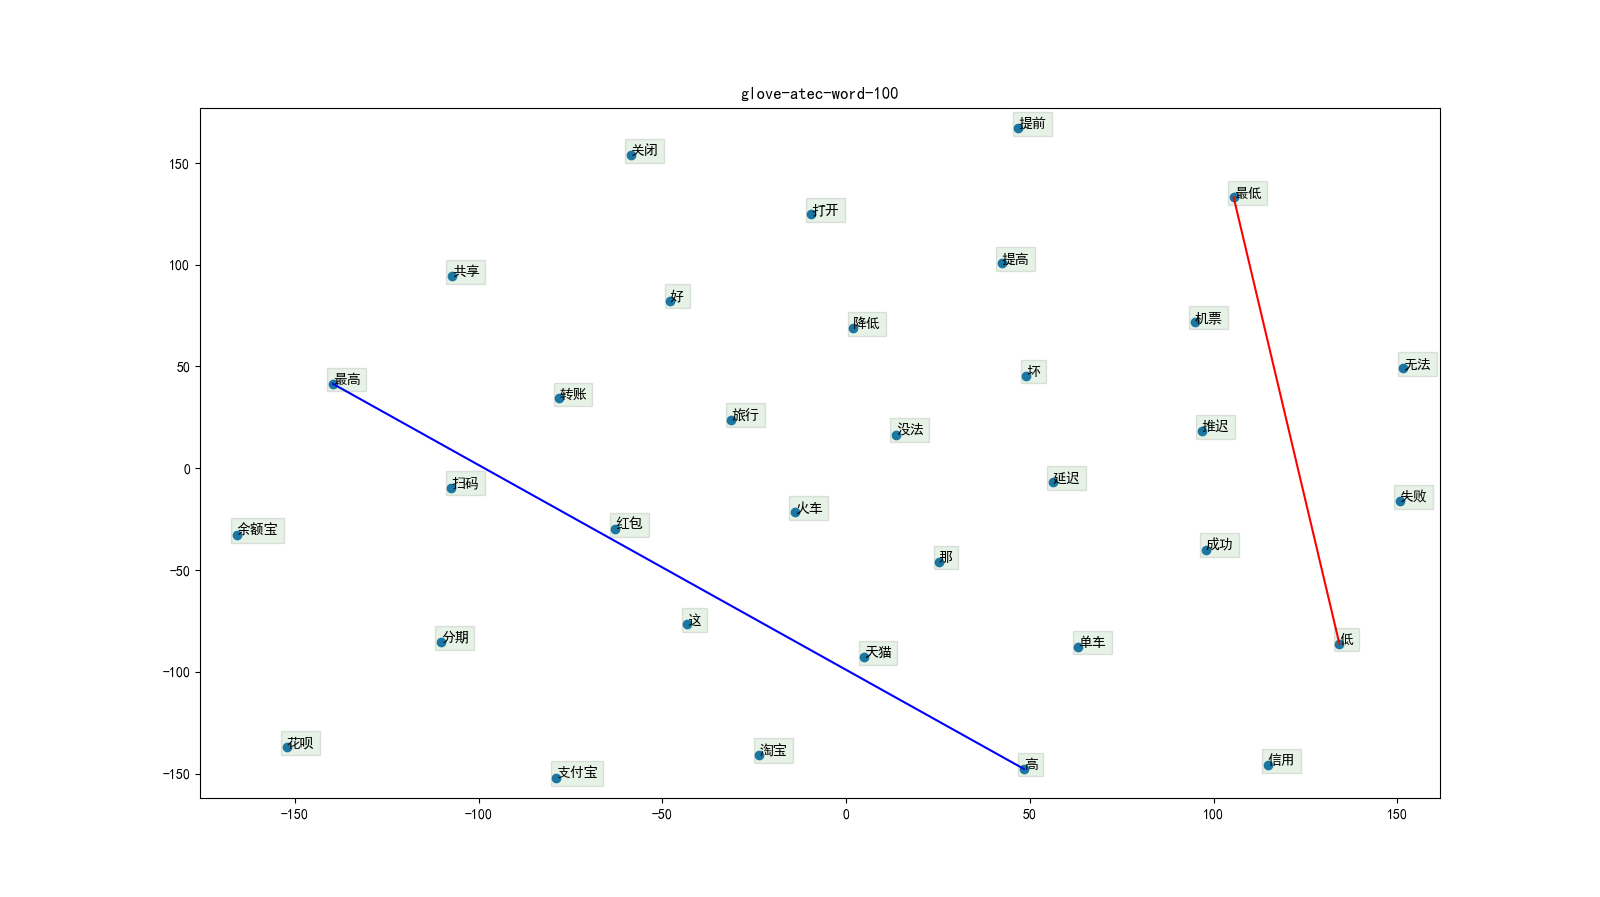 glove-atec-word-100
提前
关闭
150
最低
打开
提高
100
共享
好
机票
降低
无法
50
坏
最高
转账
旅行
推迟
没法
0
延迟
扫码
失败
火车
红包
余额宝
成功
-50
那
这
低
分期
单车
天猫
-100
花呗
淘宝
信用
高
支付宝
-150
-150
-100
-50
0
50
100
150